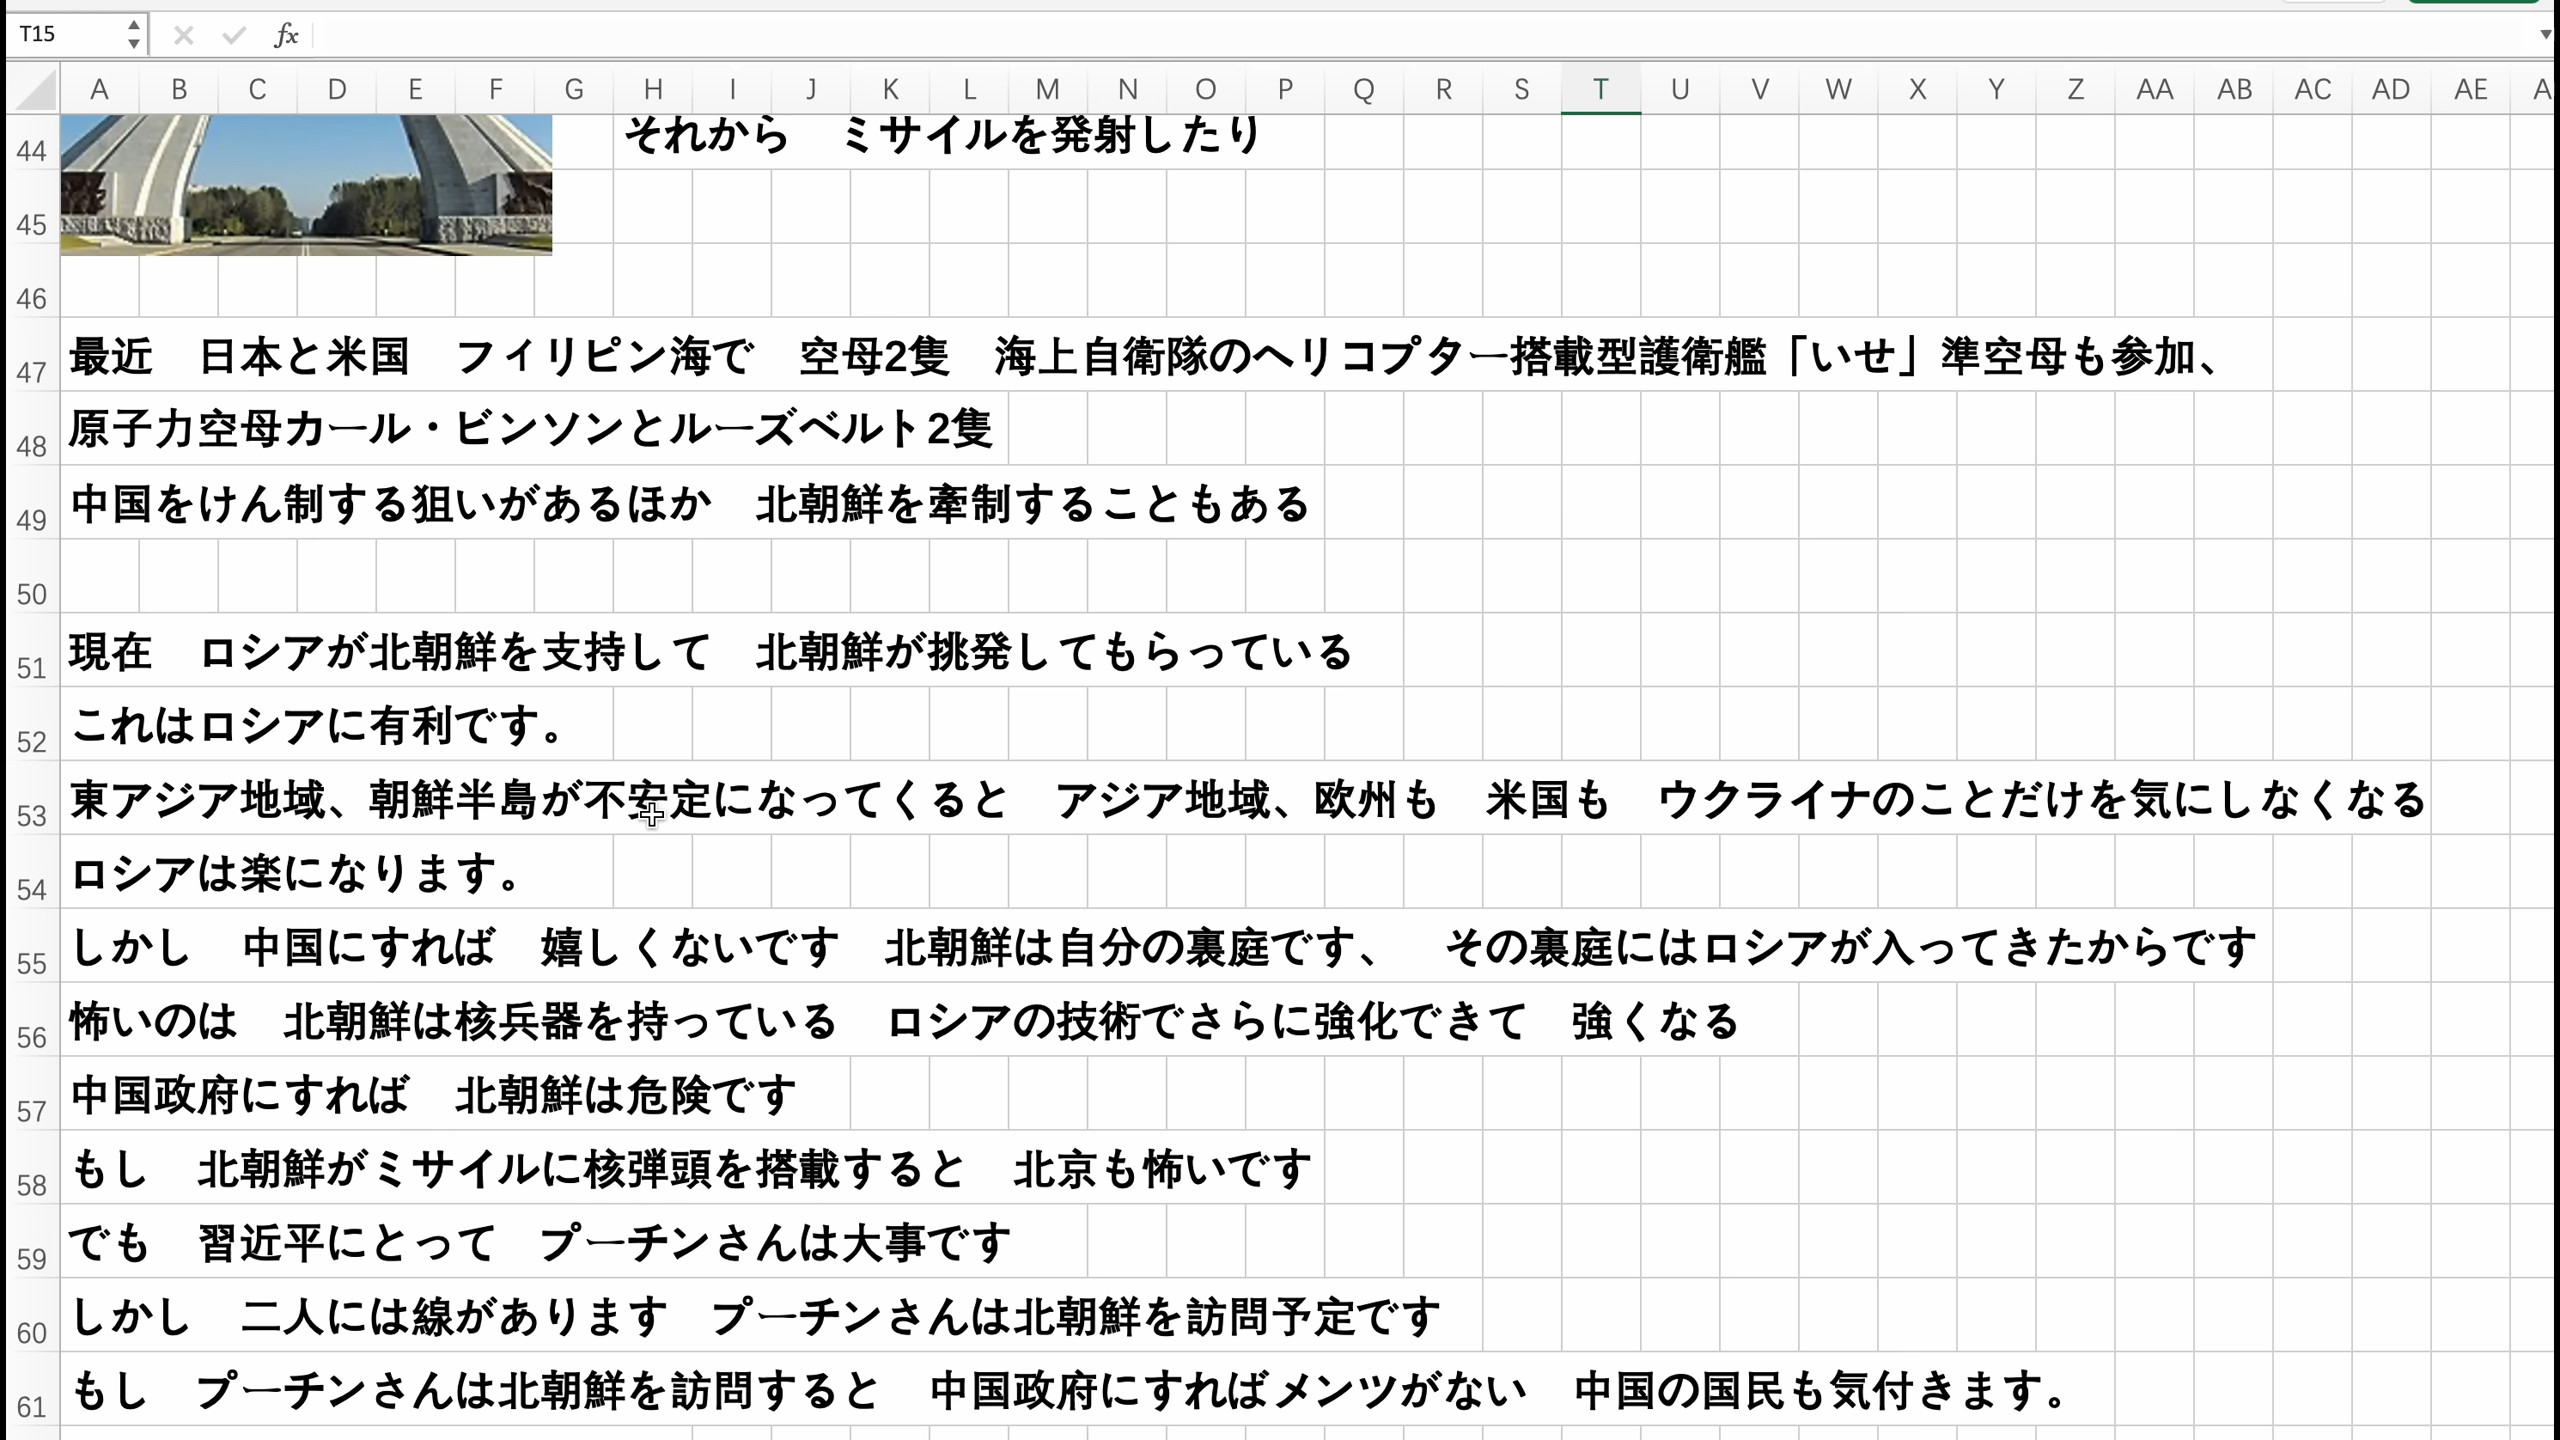 T15
fx
A B C D E F G H I J K L M N O P Q R S T U V W X Y Z AA AB AC AD AE A
44 それから　ミサイルを発射したり
45
46
47 最近　日本と米国　フィリピン海で　空母2隻　海上自衛隊のヘリコプター搭載型護衛艦「いせ」準空母も参加、
48 原子力空母カール・ビンソンとルーズベルト2隻
49 中国をけん制する狙いがあるほか　北朝鮮を牽制することもある
50
51 現在　ロシアが北朝鮮を支持して　北朝鮮が挑発してもらっている
52 これはロシアに有利です。
53 東アジア地域、朝鮮半島が不安定になってくると　アジア地域、欧州も　米国も　ウクライナのことだけを気にしなくなる
54 ロシアは楽になります。
55 しかし　中国にすれば　嬉しくないです　北朝鮮は自分の裏庭です、　その裏庭にはロシアが入ってきたからです
56 怖いのは　北朝鮮は核兵器を持っている　ロシアの技術でさらに強化できて　強くなる
57 中国政府にすれば　北朝鮮は危険です
58 もし　北朝鮮がミサイルに核弾頭を搭載すると　北京も怖いです
59 でも　習近平にとって　プーチンさんは大事です
60 しかし　二人には線があります　プーチンさんは北朝鮮を訪問予定です
61 もし　プーチンさんは北朝鮮を訪問すると　中国政府にすればメンツがない　中国の国民も気付きます。